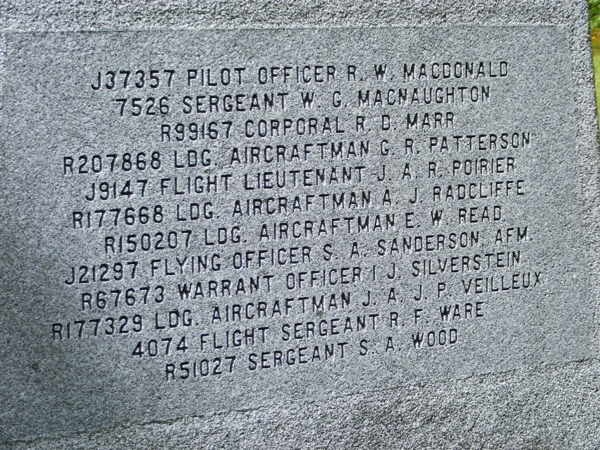 J37357 PILOT OFFICER R. W. MACDONALD
7526 SERGEANT W. G. MACNAUGHTON
R99167 CORPORAL R. D. MARR
R207868 LDG. AIRCRAFTMAN G. R. PATTERSON
J9147 FLIGHT LIEUTENANT J. A. R. POIRIER
R177668 LDG. AIRCRAFTMAN A. J. RADCLIFFE
R150207 LDG. AIRCRAFTMAN E. W. READ
J21297 FLYING OFFICER S. A. SANDERSON, AFM.
R67673 WARRANT OFFICER I J. SILVERSTEIN
R177329 LDG. AIRCRAFTMAN J. A. J. P. VEILLEUX
4074 FLIGHT SERGEANT R. F. WARE
R51027 SERGEANT S. A. WOOD